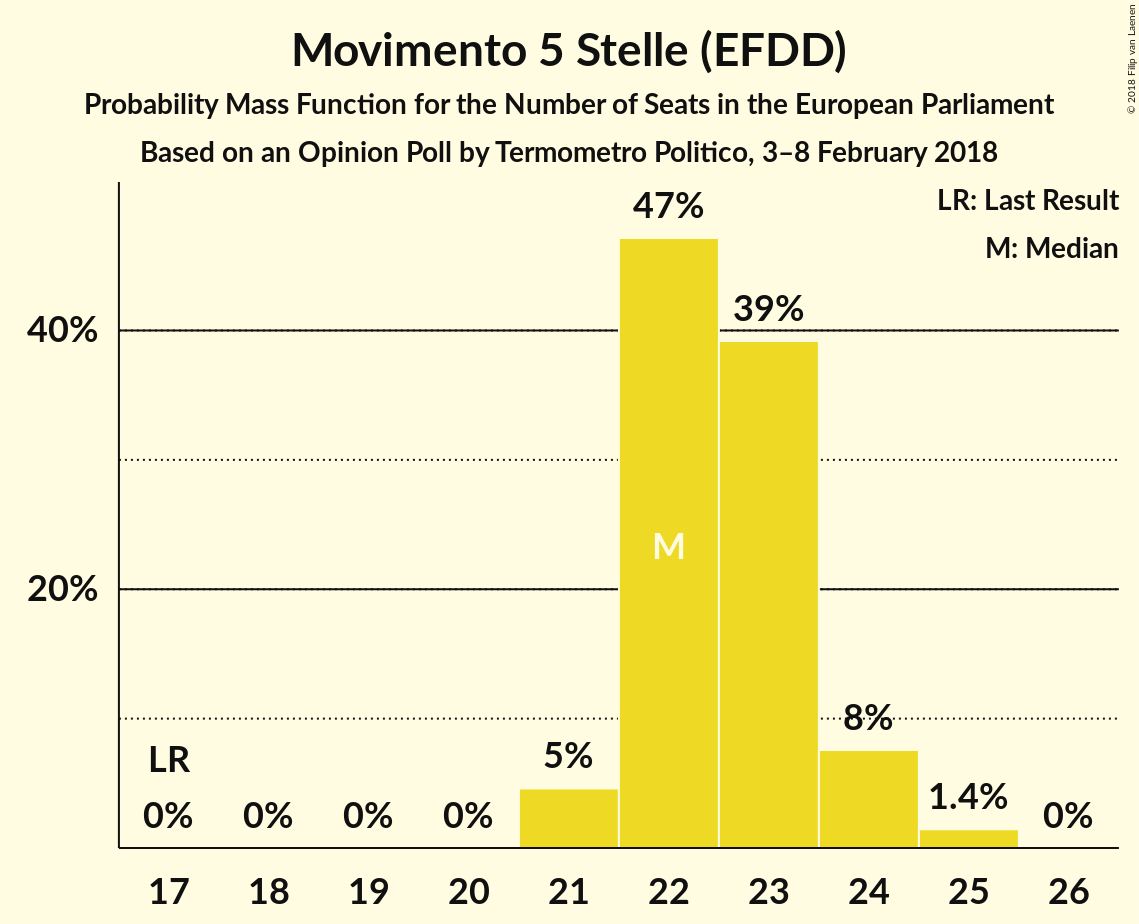 Movimento 5 Stelle (EFDD)
Probability Mass Function for the Number of Seats in the European Parliament
Based on an Opinion Poll by Termometro Politico, 3–8 February 2018
© 2018 Filip van Laenen
LR: Last Result
M: Median
47%
39%
40%
M
20%
8%
LR
5%
1.4%
0% 0% 0% 0% 0%
17 18 19 20 21 22 23 24 25 26